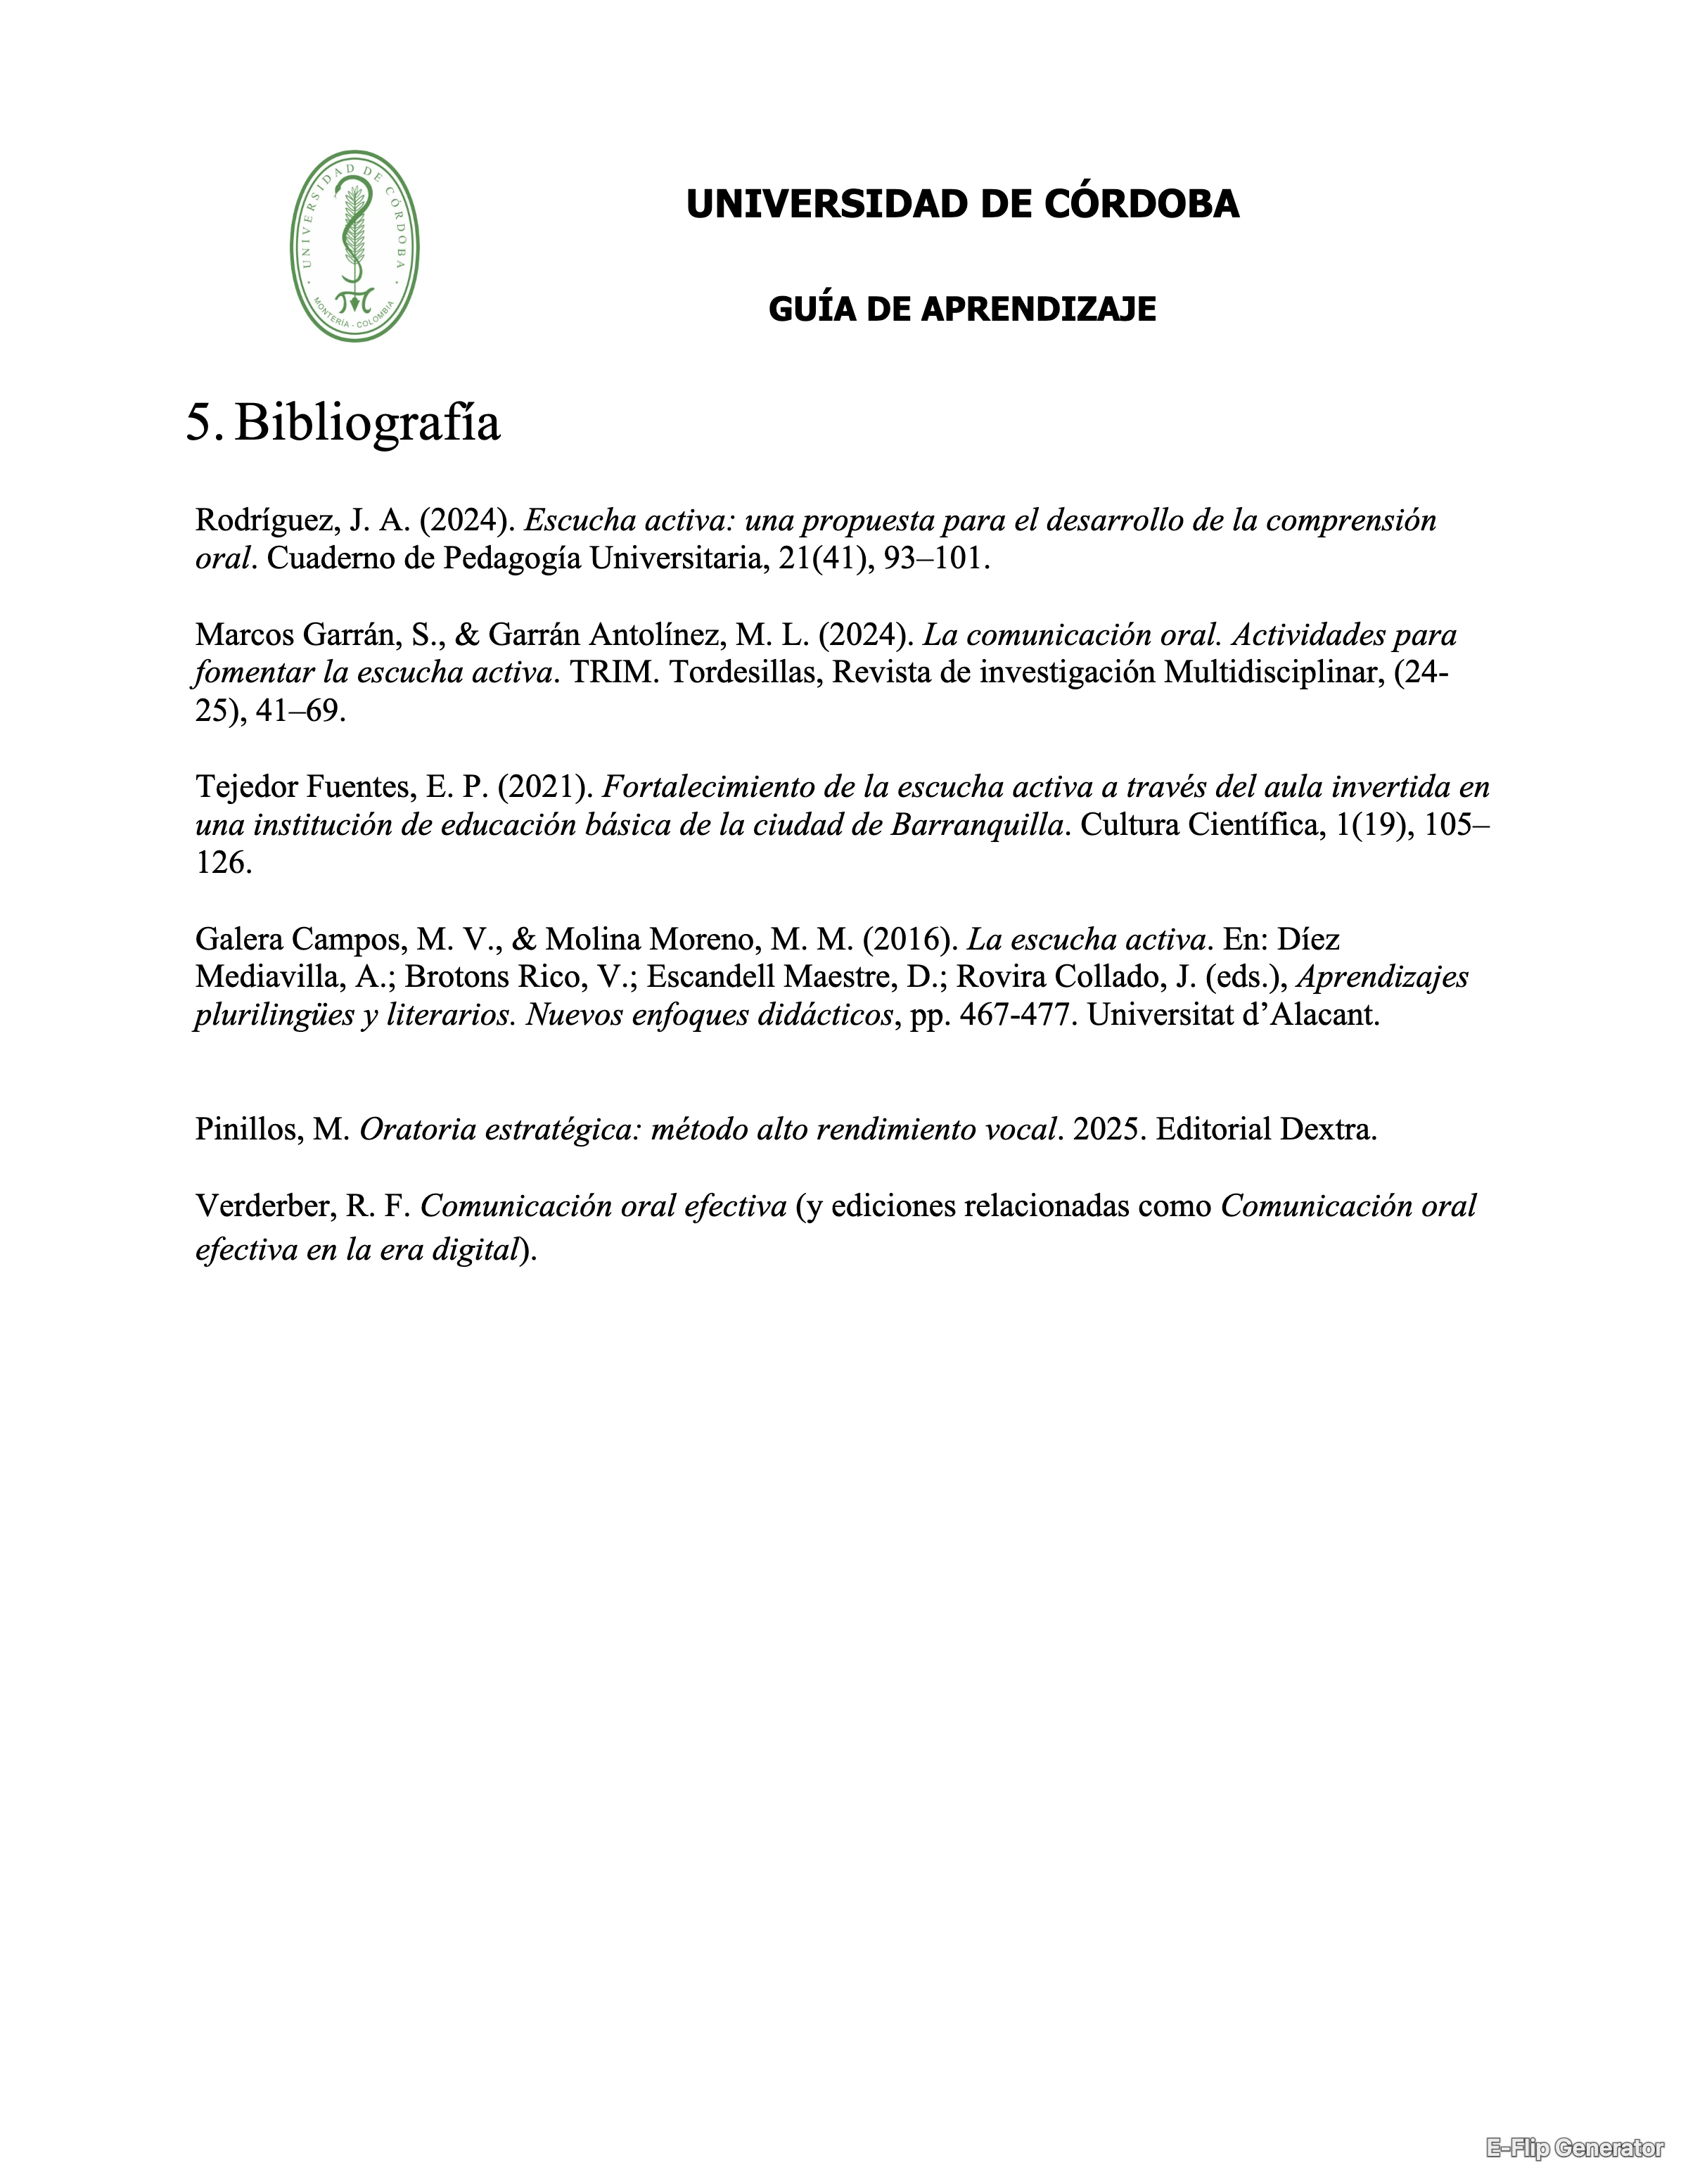 UNIVERSIDAD DE CÓRDOBA
MONTERÍA - COLOMBIA
UNIVERSIDAD DE CÓRDOBA
GUÍA DE APRENDIZAJE
5. Bibliografía
Rodríguez, J. A. (2024). Escucha activa: una propuesta para el desarrollo de la comprensión
oral. Cuaderno de Pedagogía Universitaria, 21(41), 93–101.
Marcos Garrán, S., & Garrán Antolínez, M. L. (2024). La comunicación oral. Actividades para
fomentar la escucha activa. TRIM. Tordesillas, Revista de investigación Multidisciplinar, (24-
25), 41–69.
Tejedor Fuentes, E. P. (2021). Fortalecimiento de la escucha activa a través del aula invertida en
una institución de educación básica de la ciudad de Barranquilla. Cultura Científica, 1(19), 105–
126.
Galera Campos, M. V., & Molina Moreno, M. M. (2016). La escucha activa. En: Díez
Mediavilla, A.; Brotons Rico, V.; Escandell Maestre, D.; Rovira Collado, J. (eds.), Aprendizajes
plurilingües y literarios. Nuevos enfoques didácticos, pp. 467-477. Universitat d’Alacant.
Pinillos, M. Oratoria estratégica: método alto rendimiento vocal. 2025. Editorial Dextra.
Verderber, R. F. Comunicación oral efectiva (y ediciones relacionadas como Comunicación oral
efectiva en la era digital).
E-Flip Generator